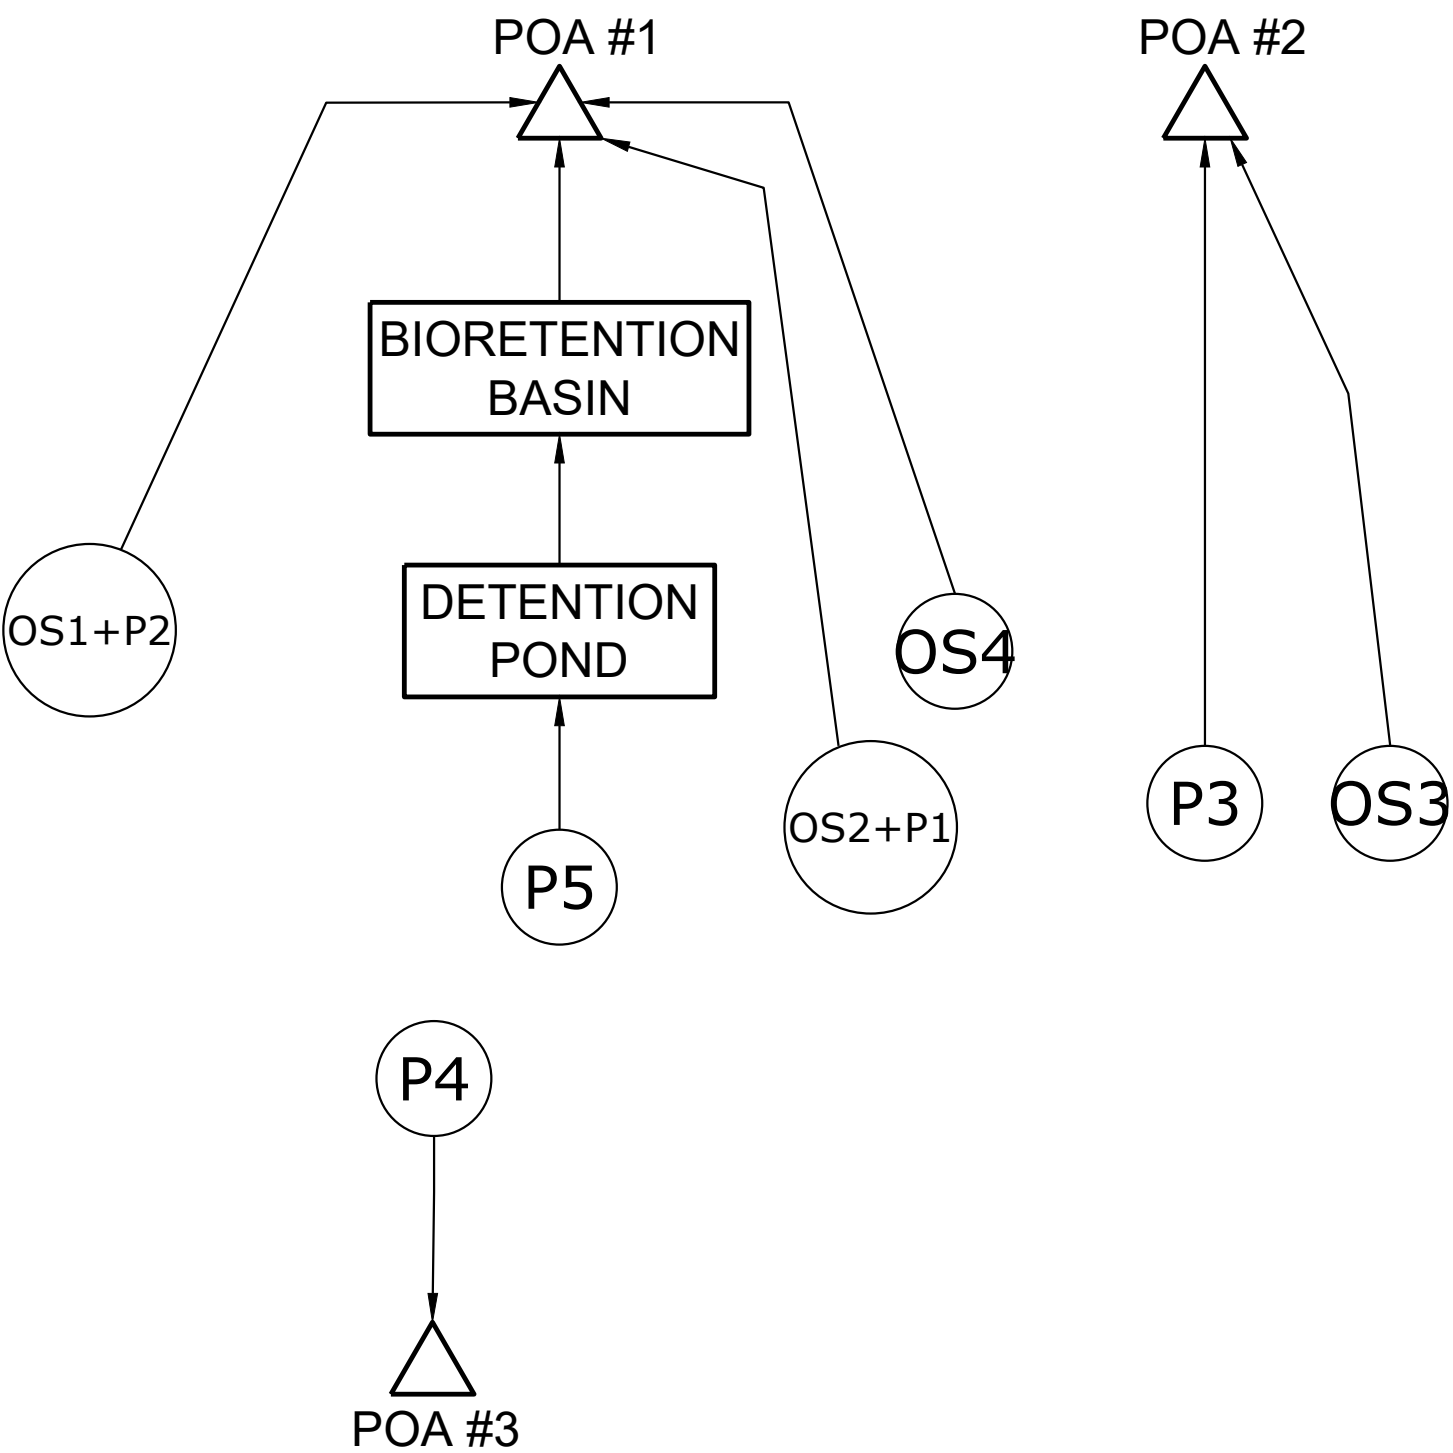 POA #1
POA #2
BIORETENTION
BASIN
DETENTION
POND
OS1+P2
OS4
OS2+P1
P3
OS3
P5
P4
POA #3